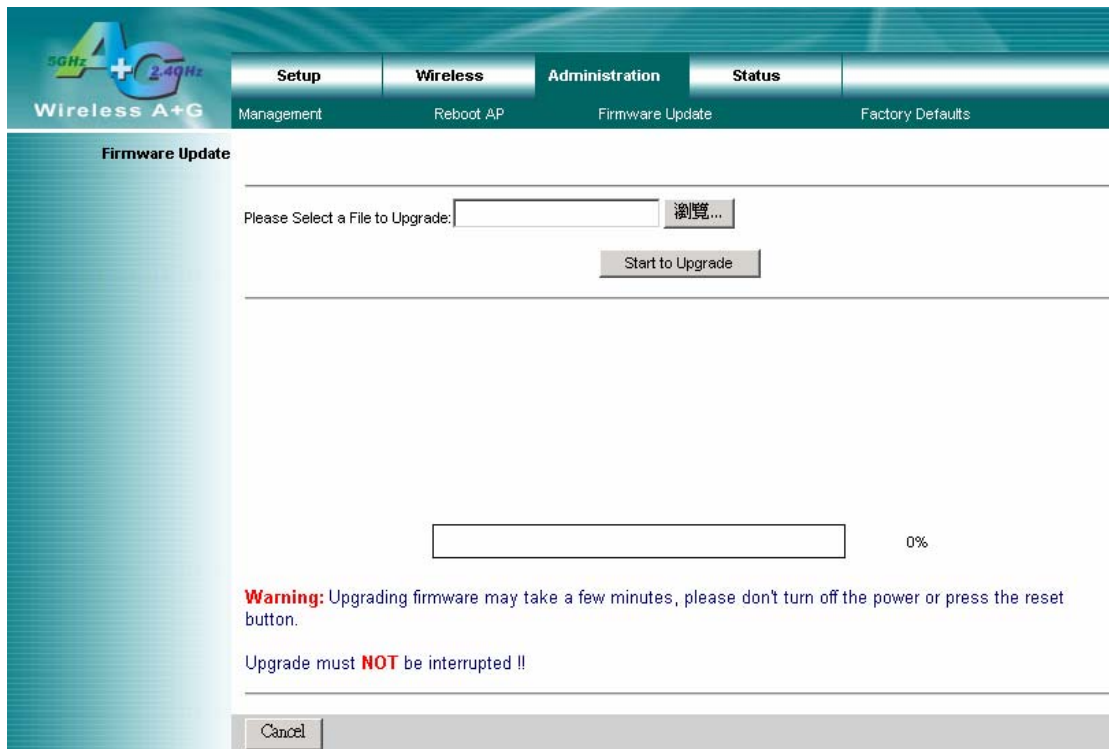 5GHz A+G 2.4GHz
Wireless A+G
Setup Wireless Administration Status
Management Reboot AP Firmware Update Factory Defaults
Firmware Update
Please Select a File to Upgrade: 瀏覽...
Start to Upgrade
0%
Warning: Upgrading firmware may take a few minutes, please don't turn off the power or press the reset
button.
Upgrade must NOT be interrupted !!
Cancel